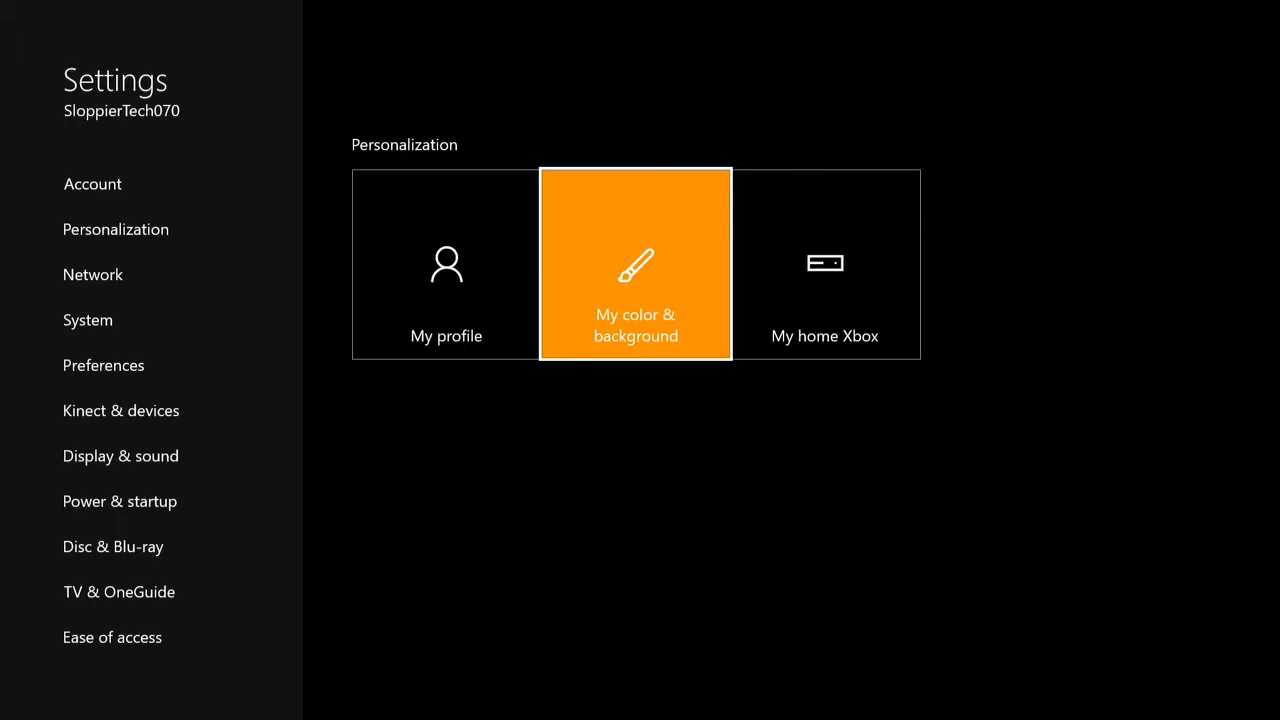 Settings
SloppierTech070
Account
Personalization
Network
System
Preferences
Kinect & devices
Display & sound
Power & startup
Disc & Blu-ray
TV & OneGuide
Ease of access
Personalization
My profile
My color &
background
My home Xbox